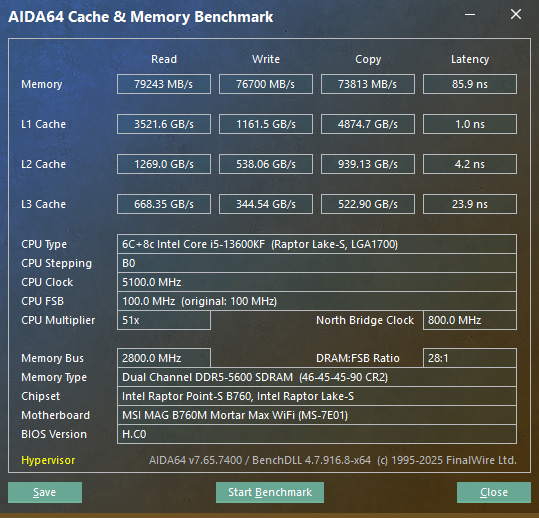 AIDA64 Cache & Memory Benchmark
Read Write Copy Latency
Memory 79243 MB/s 76700 MB/s 73813 MB/s 85.9 ns
L1 Cache 3521.6 GB/s 1161.5 GB/s 4874.7 GB/s 1.0 ns
L2 Cache 1269.0 GB/s 538.06 GB/s 939.13 GB/s 4.2 ns
L3 Cache 668.35 GB/s 344.54 GB/s 522.90 GB/s 23.9 ns
CPU Type 6C+8c Intel Core i5-13600KF (Raptor Lake-S, LGA1700)
CPU Stepping B0
CPU Clock 5100.0 MHz
CPU FSB 100.0 MHz (original: 100 MHz)
CPU Multiplier 51x North Bridge Clock 800.0 MHz
Memory Bus 2800.0 MHz DRAM:FSB Ratio 28:1
Memory Type Dual Channel DDR5-5600 SDRAM (46-45-45-90 CR2)
Chipset Intel Raptor Point-S B760, Intel Raptor Lake-S
Motherboard MSI MAG B760M Mortar Max WiFi (MS-7E01)
BIOS Version H.C0
Hypervisor AIDA64 v7.65.7400 / BenchDLL 4.7.916.8-x64 (c) 1995-2025 FinalWire Ltd.
Save Start Benchmark Close